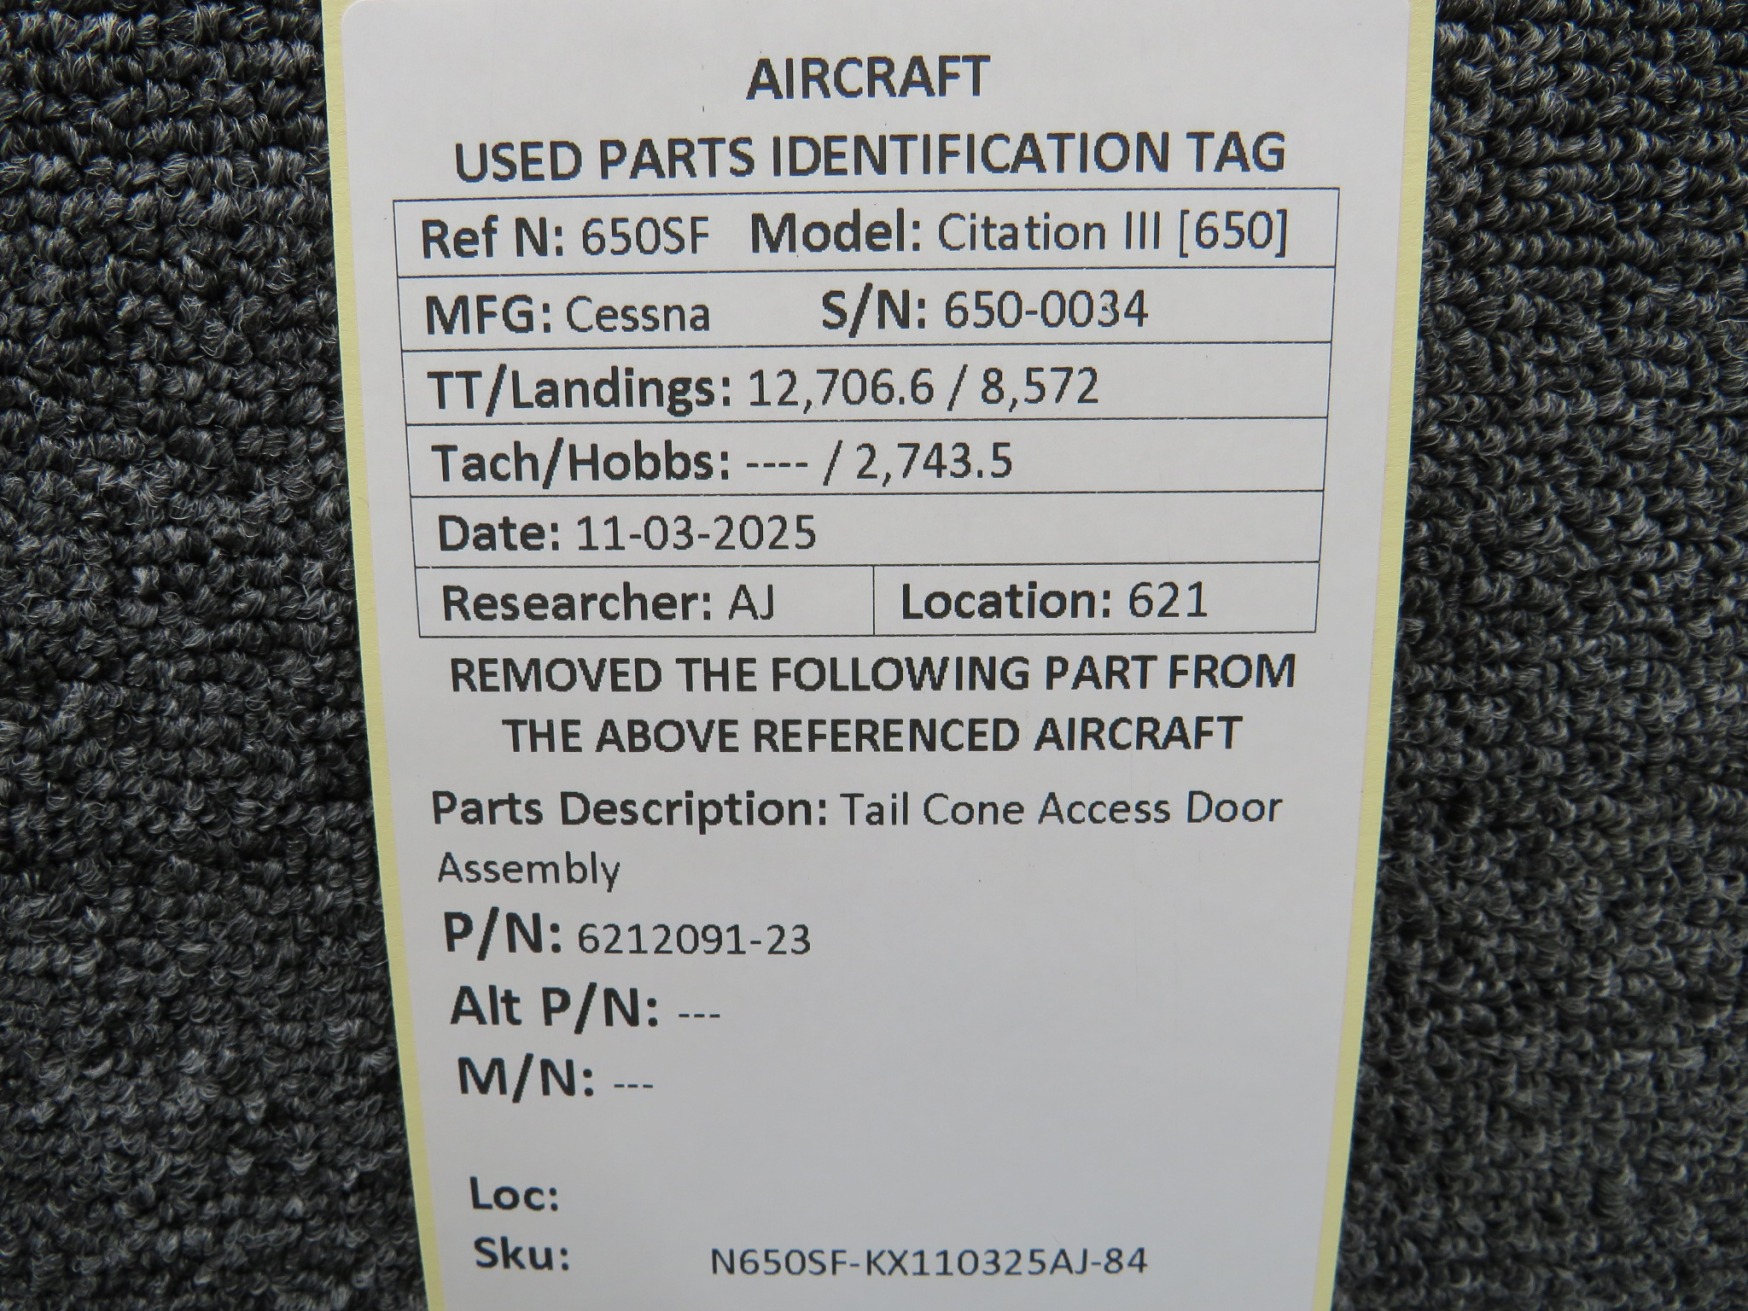 AIRCRAFT
USED PARTS IDENTIFICATION TAG
Ref N: 650SF Model: Citation III [650]
MFG: Cessna S/N: 650-0034
TT/Landings: 12,706.6 / 8,572
Tach/Hobbs: ---- / 2,743.5
Date: 11-03-2025
Researcher: AJ Location: 621
REMOVED THE FOLLOWING PART FROM
THE ABOVE REFERENCED AIRCRAFT
Parts Description: Tail Cone Access Door
Assembly
P/N: 6212091-23
Alt P/N: ---
M/N: ---
Loc:
Sku: N650SF-KX110325AJ-84